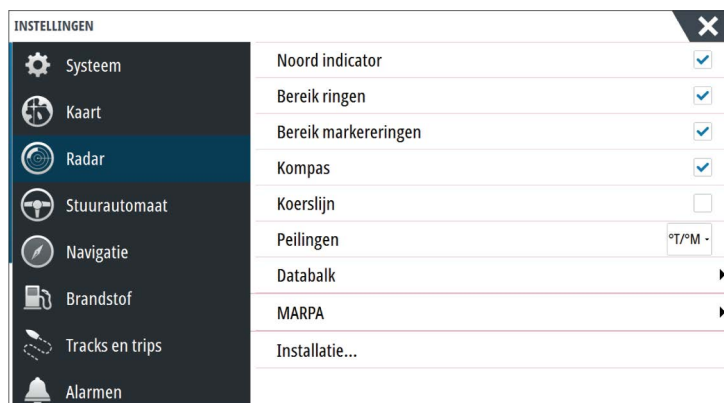 INSTELLINGEN
Systeem
Kaart
Radar
Stuurautomaat
Navigatie
Brandstof
Tracks en trips
Alarmen
Noord indicator
Bereik ringen
Bereik markereringen
Kompas
Koerslijn
Peilingen °T/°M
Databalk
MARPA
Installatie...